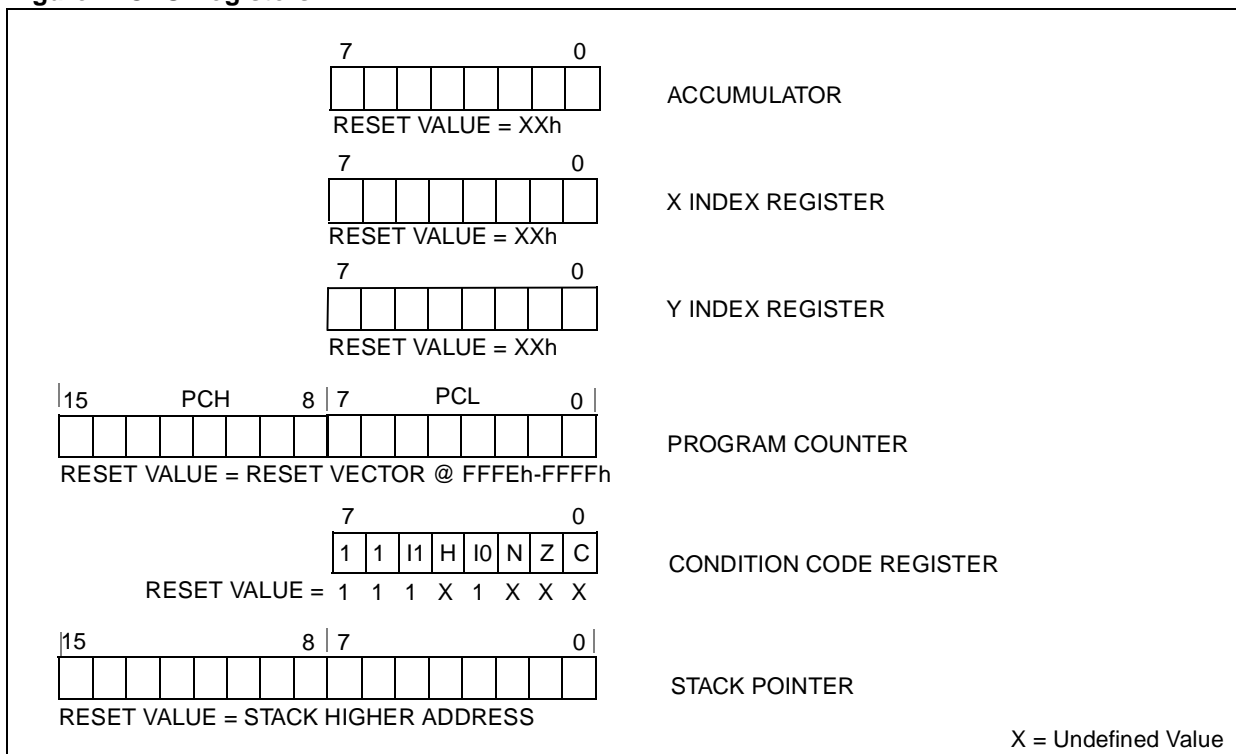 7 0
ACCUMULATOR
RESET VALUE = XXh
7 0
X INDEX REGISTER
RESET VALUE = XXh
7 0
Y INDEX REGISTER
RESET VALUE = XXh
15 PCH 8 7 PCL 0
PROGRAM COUNTER
RESET VALUE = RESET VECTOR @ FFFEh-FFFFh
7 0
1 1 I1 H I0 N Z C
CONDITION CODE REGISTER
RESET VALUE = 1 1 1 X 1 X X X
15 8 7 0
STACK POINTER
RESET VALUE = STACK HIGHER ADDRESS
X = Undefined Value